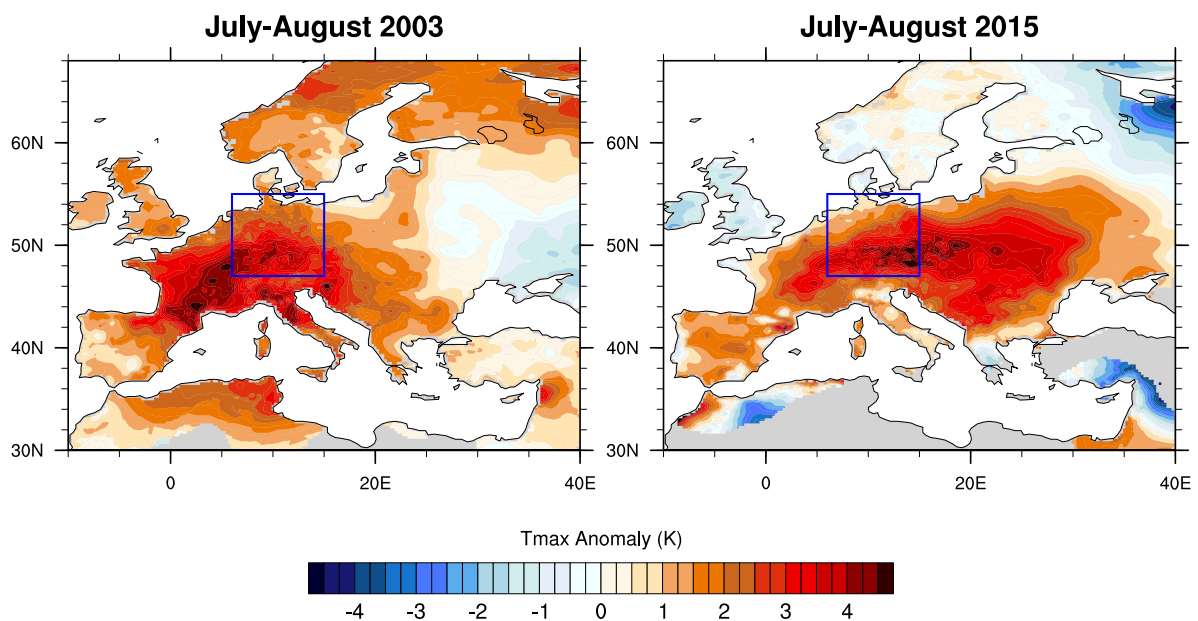 July-August 2003
July-August 2015
60N
50N
40N
30N
0
20E
40E
60N
50N
40N
30N
0
20E
40E
Tmax Anomaly (K)
-4
-3
-2
-1
0
1
2
3
4